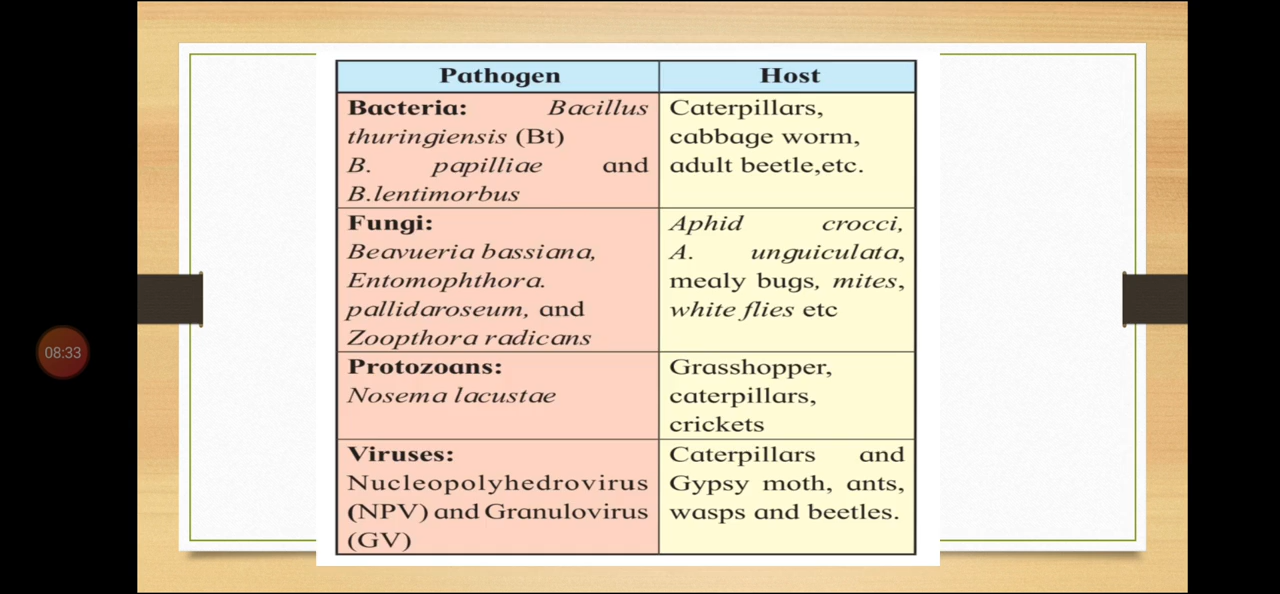 Pathogen
Host
Bacteria: Bacillus
thuringiensis (Bt)
B. papilliae and
B.lentimorbus
Caterpillars,
cabbage worm,
adult beetle,etc.
Fungi:
Beavueria bassiana,
Entomophthora.
pallidaroseum, and
Zoopthora radicans
Aphid crocci,
A. unguiculata,
mealy bugs, mites,
white flies etc
Protozoans:
Nosema lacustae
Grasshopper,
caterpillars,
crickets
Viruses:
Nucleopolyhedrovirus
(NPV) and Granulovirus
(GV)
Caterpillars and
Gypsy moth, ants,
wasps and beetles.
08:33